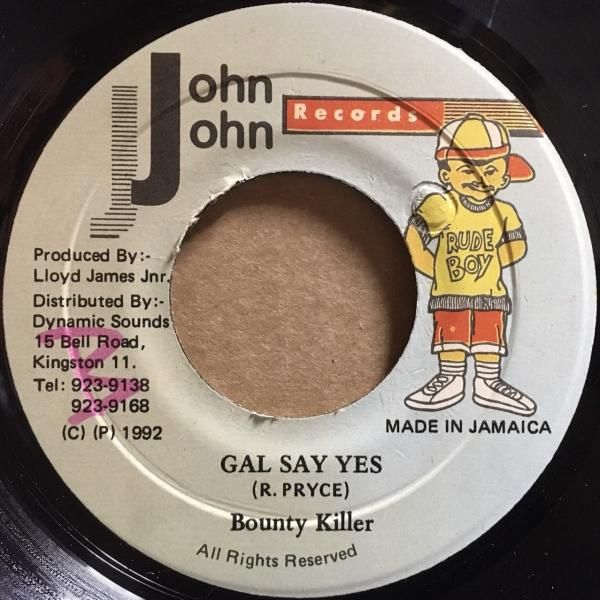 John
John
Records
RUDE
BOY
Produced By:-
Lloyd James Jnr.
Distributed By:-
Dynamic Sounds
15 Bell Road,
Kingston 11.
Tel: 923-9138
923-9168
(C) (P) 1992
MADE IN JAMAICA
GAL SAY YES
(R. PRYCE)
Bounty Killer
All Rights Reserved